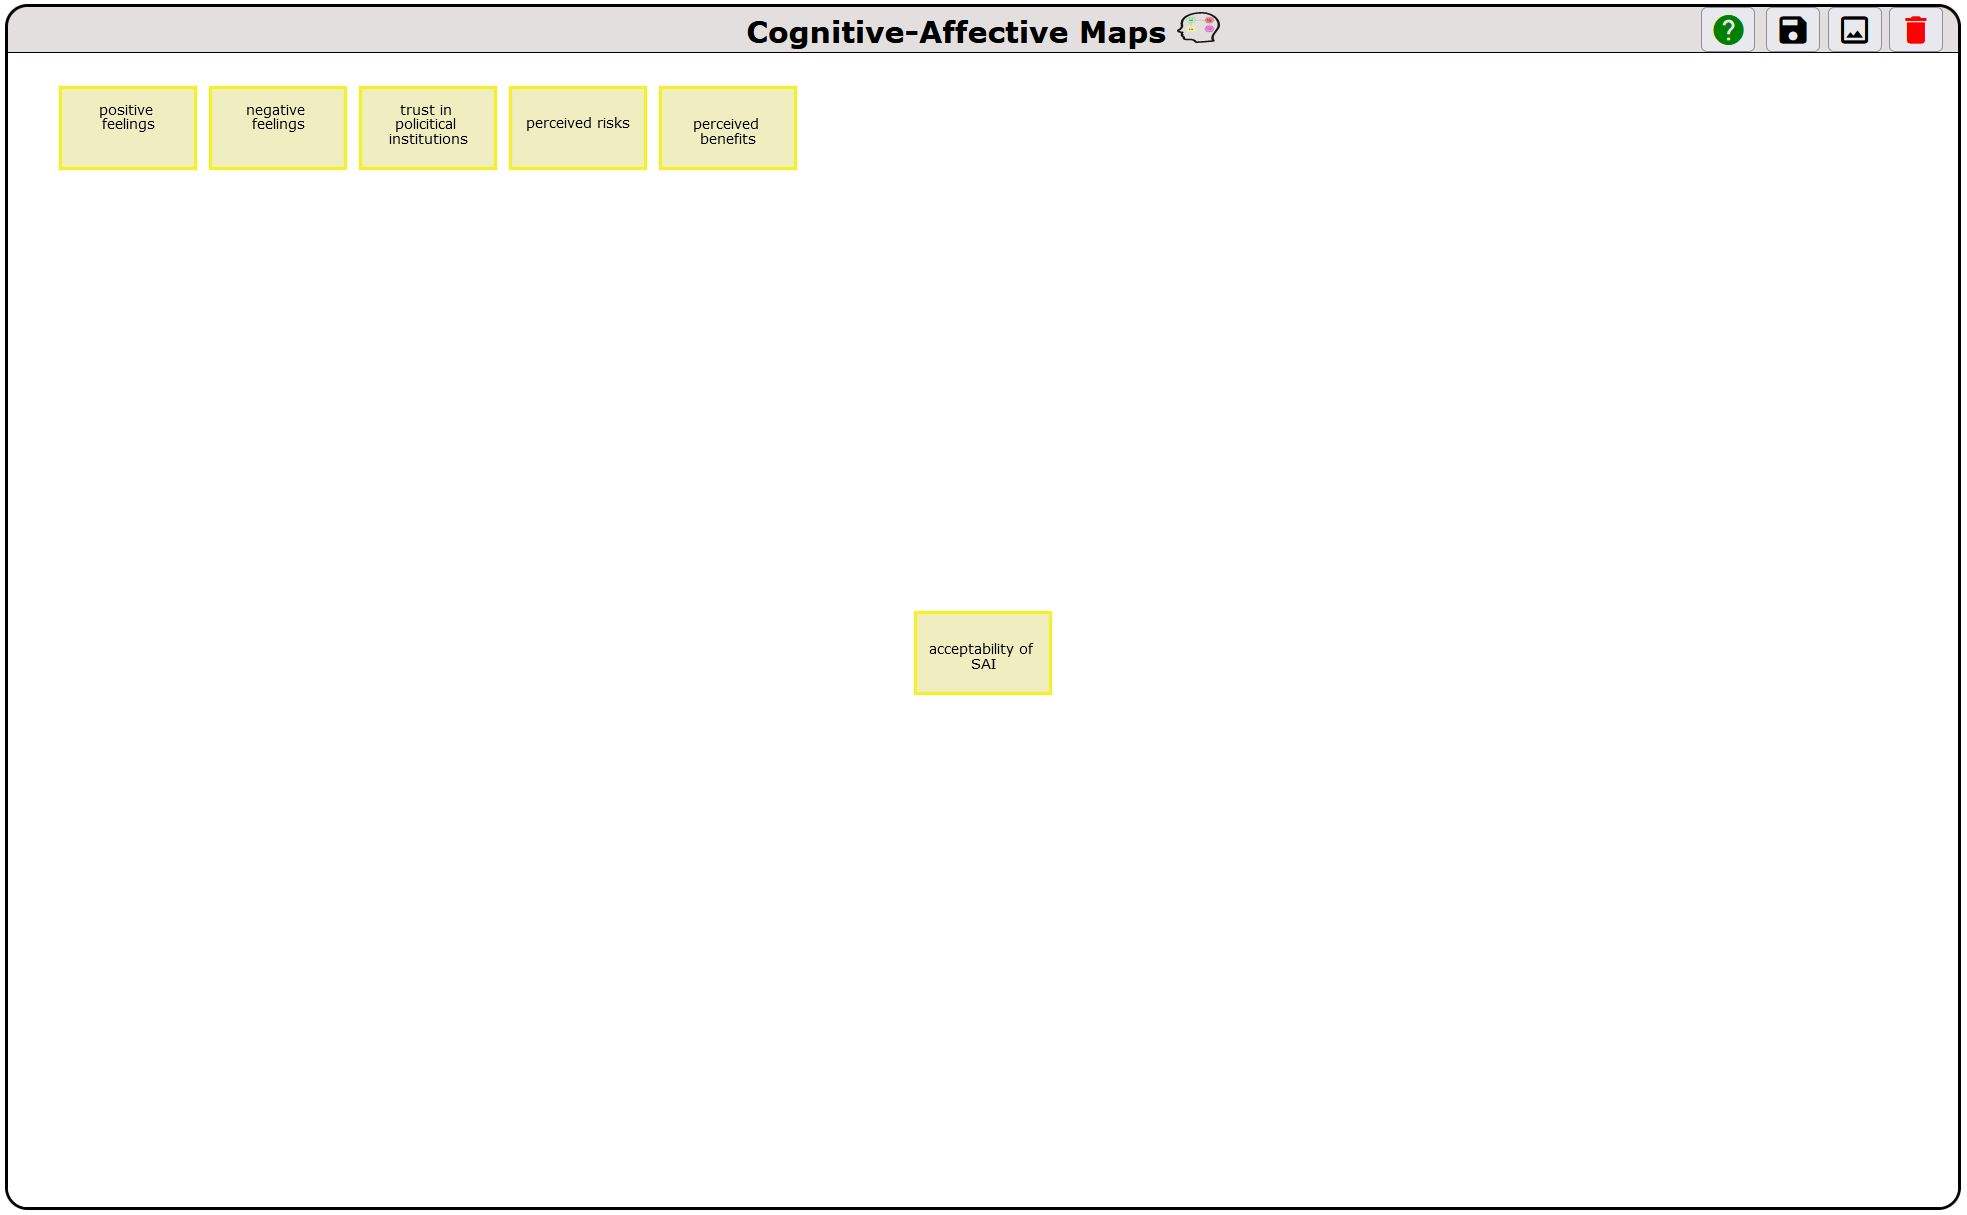 Cognitive-Affective Maps
positive
feelings
negative
feelings
trust in
policitical
institutions
perceived risks
perceived
benefits
acceptability of
SAI